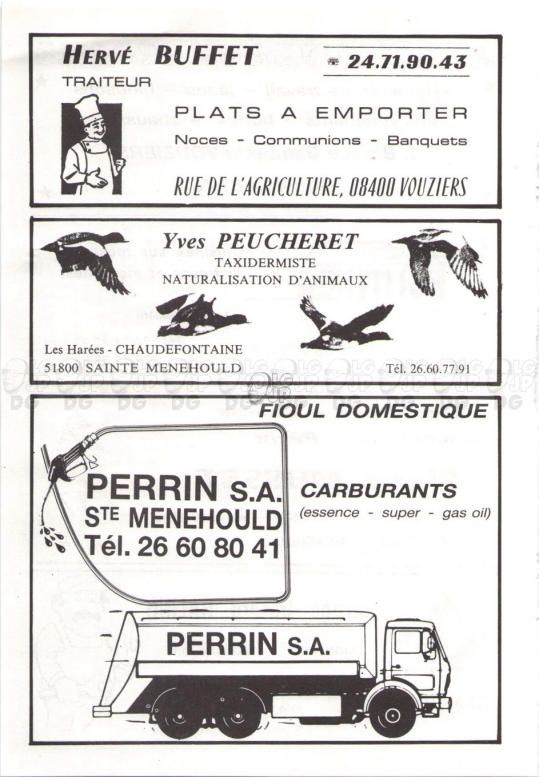 HERVÉ BUFFET
☎ 24.71.90.43
TRAITEUR
PLATS A EMPORTER
Noces - Communions - Banquets
RUE DE L'AGRICULTURE, 08400 VOUZIERS
Yves PEUCHERET
TAXIDERMISTE
NATURALISATION D'ANIMAUX
Les Harées - CHAUDEFONTAINE
51800 SAINTE MENEHOULD
Tél. 26.60.77.91
FIOUL DOMESTIQUE
PERRIN S.A.
STE MENEHOULD
Tél. 26 60 80 41
CARBURANTS
(essence - super - gas oil)
PERRIN S.A.